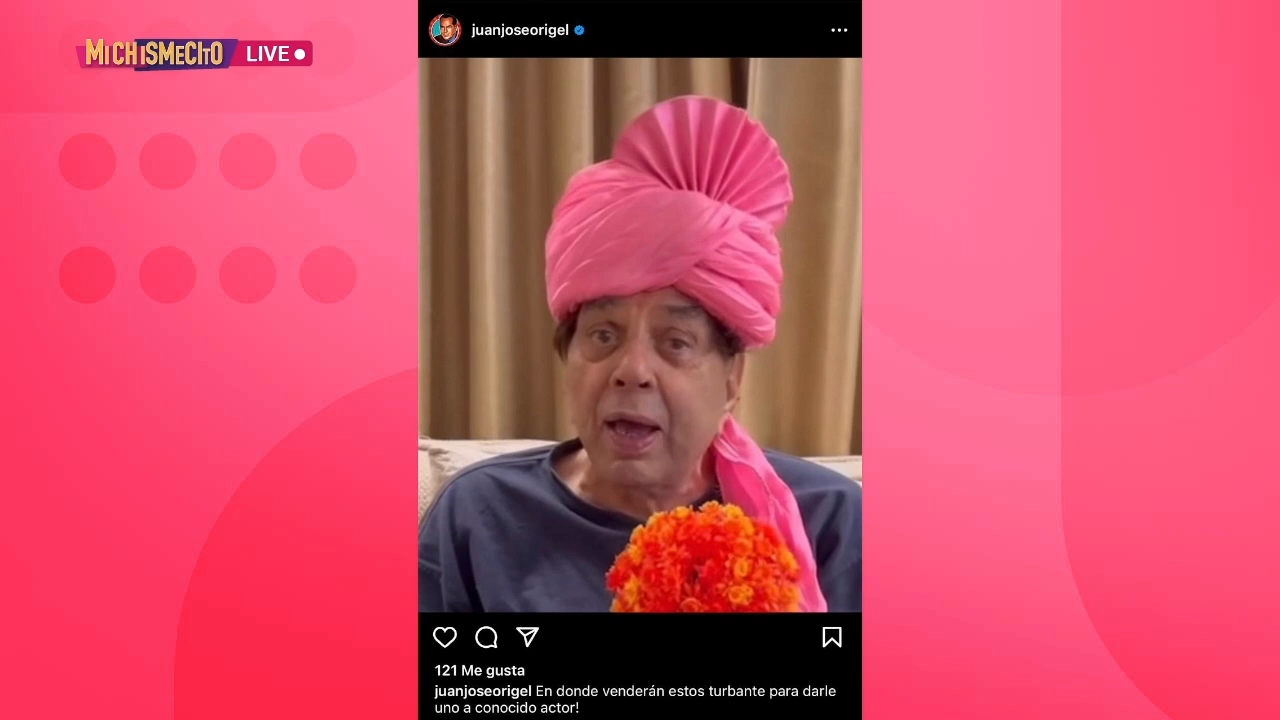 MICHISMECITO LIVE
juanjoseorigel
121 Me gusta
juanjoseorigel En donde venderán estos turbante para darle
uno a conocido actor!